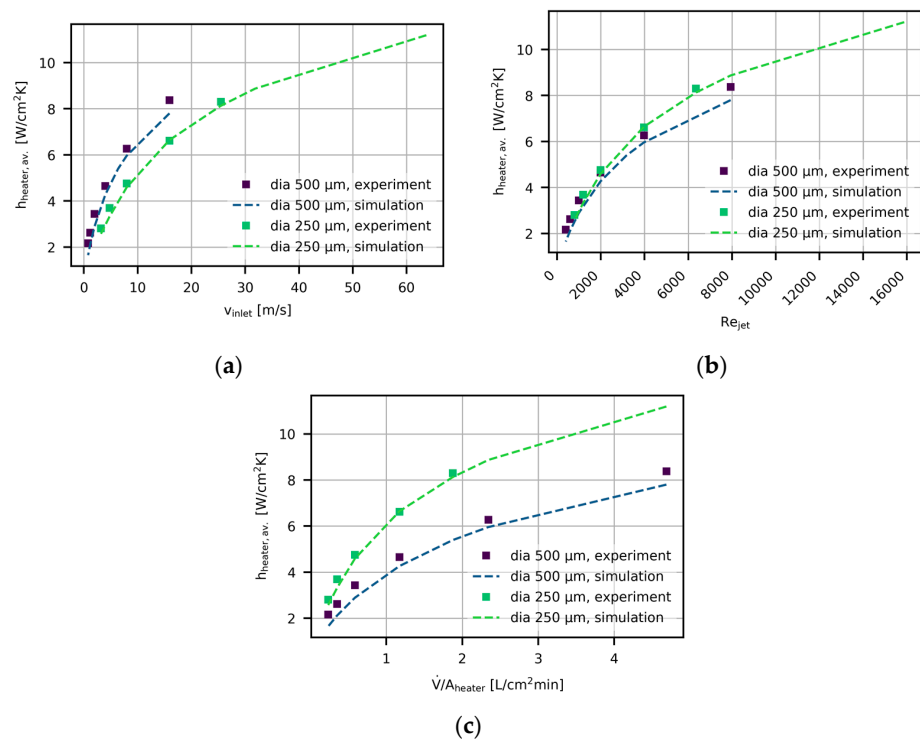 10
8
6
4
2
h_heater, av. [W/cm²K]
dia 500 µm, experiment
dia 500 µm, simulation
dia 250 µm, experiment
dia 250 µm, simulation
0 10 20 30 40 50 60
v_inlet [m/s]
(a)
10
8
6
4
2
h_heater, av. [W/cm²K]
dia 500 µm, experiment
dia 500 µm, simulation
dia 250 µm, experiment
dia 250 µm, simulation
0 2000 4000 6000 8000 10000 12000 14000 16000
Re_jet
(b)
10
8
6
4
2
h_heater, av. [W/cm²K]
dia 500 µm, experiment
dia 500 µm, simulation
dia 250 µm, experiment
dia 250 µm, simulation
1 2 3 4
V̇/A_heater [L/cm²min]
(c)